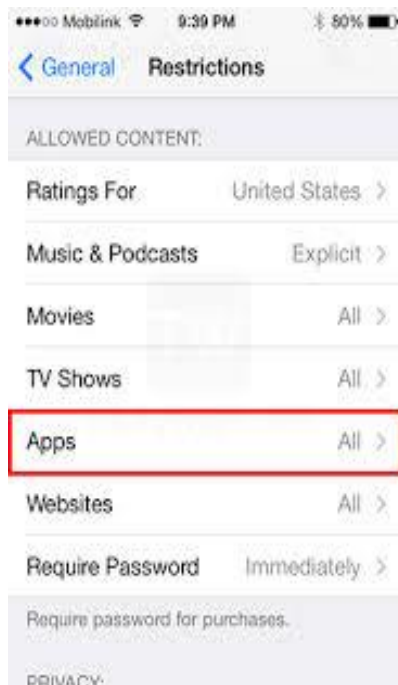 Mobilink 9:39 PM 80%
General Restrictions
ALLOWED CONTENT:
Ratings For United States
Music & Podcasts Explicit
Movies All
TV Shows All
Apps All
Websites All
Require Password Immediately
Require password for purchases.
PRIVACY: